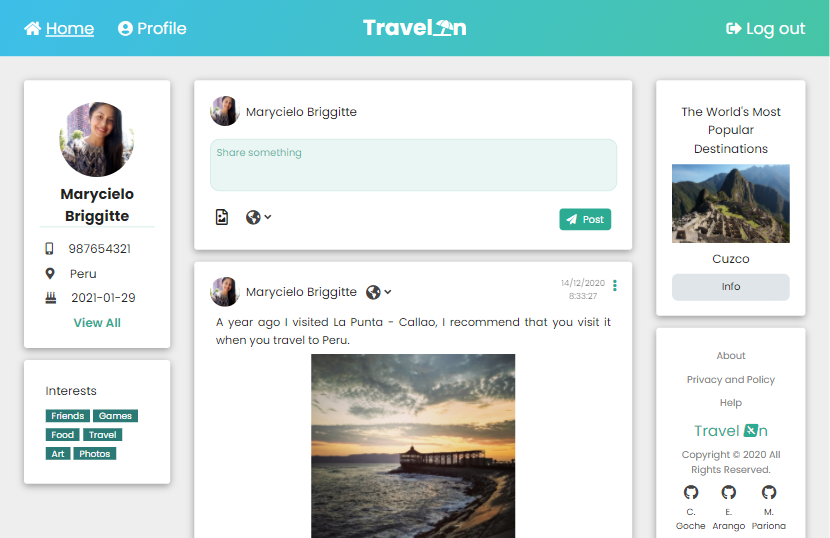 Home
Profile
Travel n
Log out
Marycielo
Briggitte
987654321
Peru
2021-01-29
View All
Interests
Friends
Games
Food
Travel
Art
Photos
Marycielo Briggitte
Share something
Post
Marycielo Briggitte
14/12/2020
8:33:27
A year ago I visited La Punta - Callao, I recommend that you visit it
when you travel to Peru.
The World's Most
Popular
Destinations
Cuzco
Info
About
Privacy and Policy
Help
Travel On
Copyright © 2020 All
Rights Reserved.
C.
Goche
E.
Arango
M.
Pariona